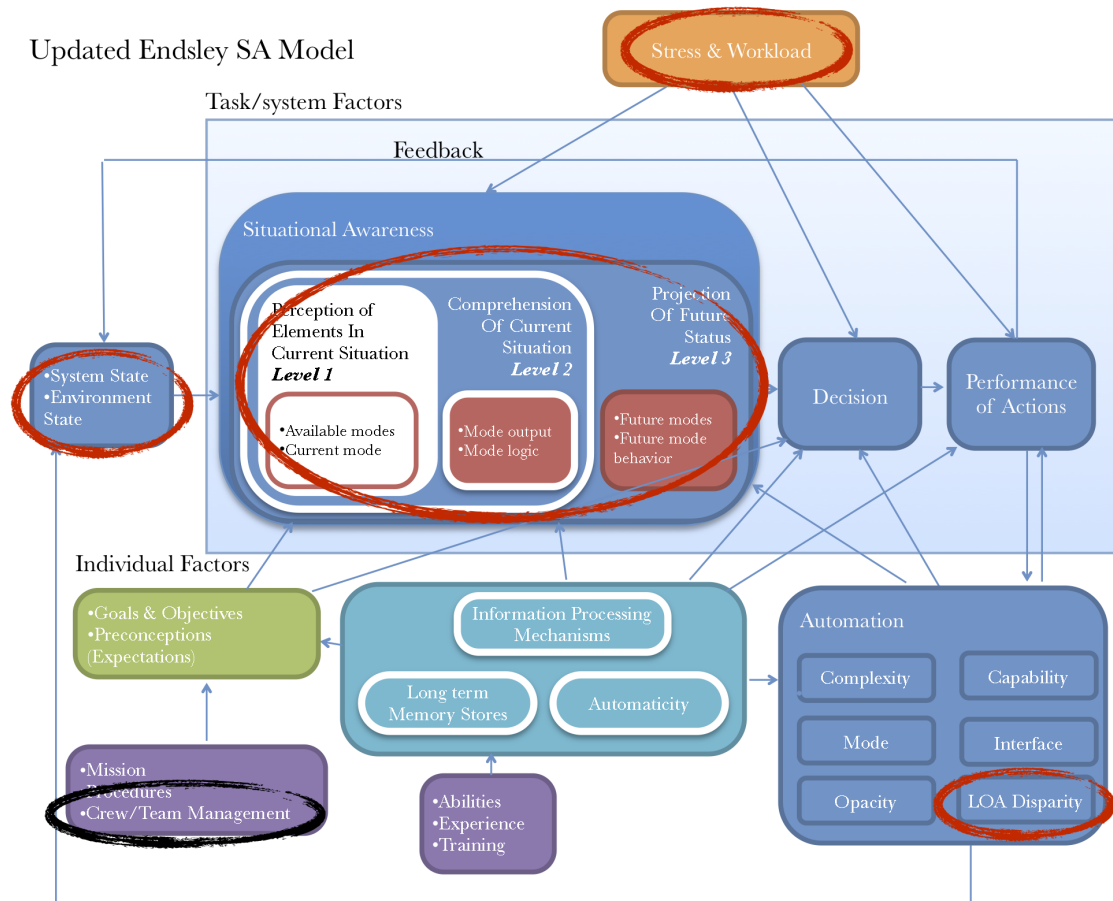 Updated Endsley SA Model
Stress & Workload
Task/system Factors
Feedback
Situational Awareness
Perception of
Elements In
Current Situation
Level 1
•Available modes
•Current mode
Comprehension
Of Current
Situation
Level 2
•Mode output
•Mode logic
Projection
Of Future
Status
Level 3
•Future modes
•Future mode
behavior
•System State
•Environment
State
Decision
Performance
of Actions
Individual Factors
•Goals & Objectives
•Preconceptions
(Expectations)
Information Processing
Mechanisms
Long term
Memory Stores
Automaticity
Automation
Complexity
Capability
Mode
Interface
Opacity
LOA Disparity
•Mission
•Procedures
•Crew/Team Management
•Abilities
•Experience
•Training